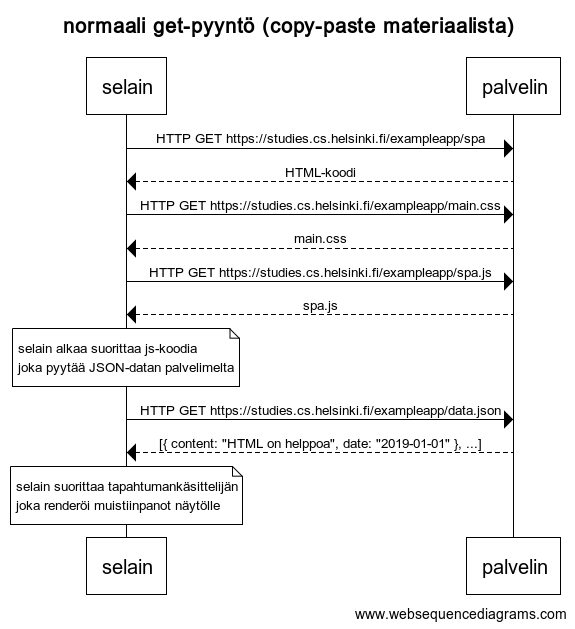 normaali get-pyyntö (copy-paste materiaalista)
selain
palvelin
HTTP GET https://studies.cs.helsinki.fi/exampleapp/spa
HTML-koodi
HTTP GET https://studies.cs.helsinki.fi/exampleapp/main.css
main.css
HTTP GET https://studies.cs.helsinki.fi/exampleapp/spa.js
spa.js
selain alkaa suorittaa js-koodia
joka pyytää JSON-datan palvelimelta
HTTP GET https://studies.cs.helsinki.fi/exampleapp/data.json
[{ content: "HTML on helppoa", date: "2019-01-01" }, ...]
selain suorittaa tapahtumankäsittelijän
joka renderöi muistiinpanot näytölle
selain
palvelin
www.websequencediagrams.com